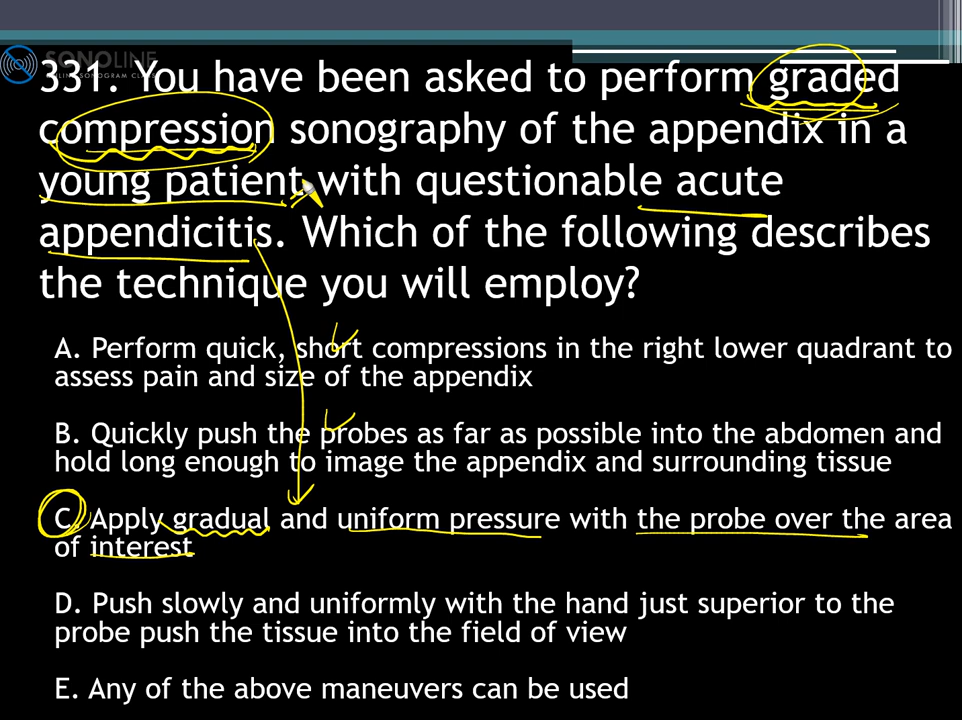 SONOLINE
331. You have been asked to perform graded
compression sonography of the appendix in a
young patient with questionable acute
appendicitis. Which of the following describes
the technique you will employ?
A. Perform quick, short compressions in the right lower quadrant to
assess pain and size of the appendix
B. Quickly push the probes as far as possible into the abdomen and
hold long enough to image the appendix and surrounding tissue
C. Apply gradual and uniform pressure with the probe over the area
of interest
D. Push slowly and uniformly with the hand just superior to the
probe push the tissue into the field of view
E. Any of the above maneuvers can be used